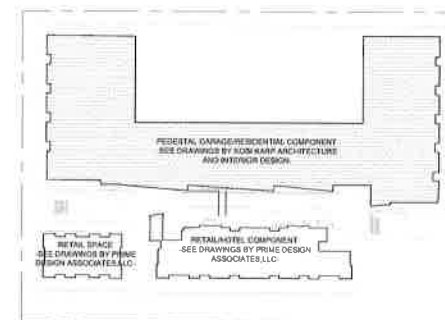 PEDESTAL GARAGE/RESIDENTIAL COMPONENT
SEE DRAWINGS BY KOBI KARP ARCHITECTURE
AND INTERIOR DESIGN
RETAIL SPACE
-SEE DRAWINGS BY PRIME
DESIGN ASSOCIATES,LLC-
RETAIL/HOTEL COMPONENT
-SEE DRAWINGS BY PRIME DESIGN
ASSOCIATES,LLC-